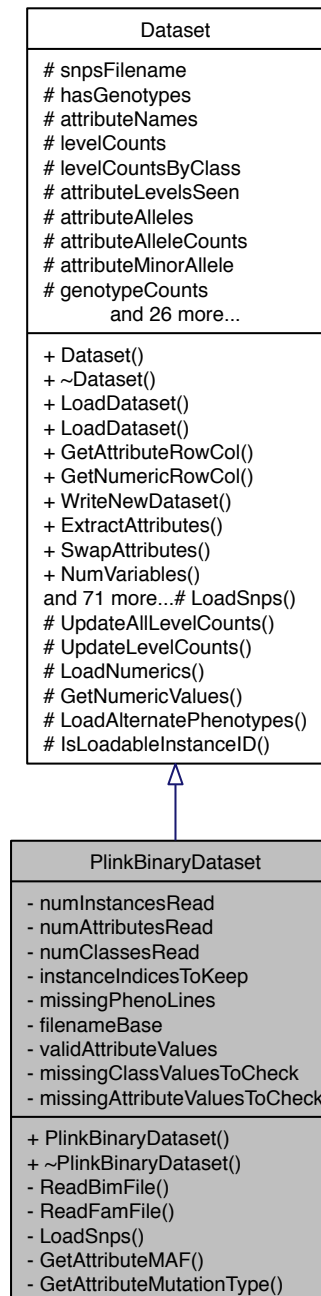 Dataset
# snpsFilename
# hasGenotypes
# attributeNames
# levelCounts
# levelCountsByClass
# attributeLevelsSeen
# attributeAlleles
# attributeAlleleCounts
# attributeMinorAllele
# genotypeCounts
and 26 more...
+ Dataset()
+ ~Dataset()
+ LoadDataset()
+ LoadDataset()
+ GetAttributeRowCol()
+ GetNumericRowCol()
+ WriteNewDataset()
+ ExtractAttributes()
+ SwapAttributes()
+ NumVariables()
and 71 more...# LoadSnps()
# UpdateAllLevelCounts()
# UpdateLevelCounts()
# LoadNumerics()
# GetNumericValues()
# LoadAlternatePhenotypes()
# IsLoadableInstanceID()
PlinkBinaryDataset
- numInstancesRead
- numAttributesRead
- numClassesRead
- instanceIndicesToKeep
- missingPhenoLines
- filenameBase
- validAttributeValues
- missingClassValuesToCheck
- missingAttributeValuesToCheck
+ PlinkBinaryDataset()
+ ~PlinkBinaryDataset()
- ReadBimFile()
- ReadFamFile()
- LoadSnps()
- GetAttributeMAF()
- GetAttributeMutationType()